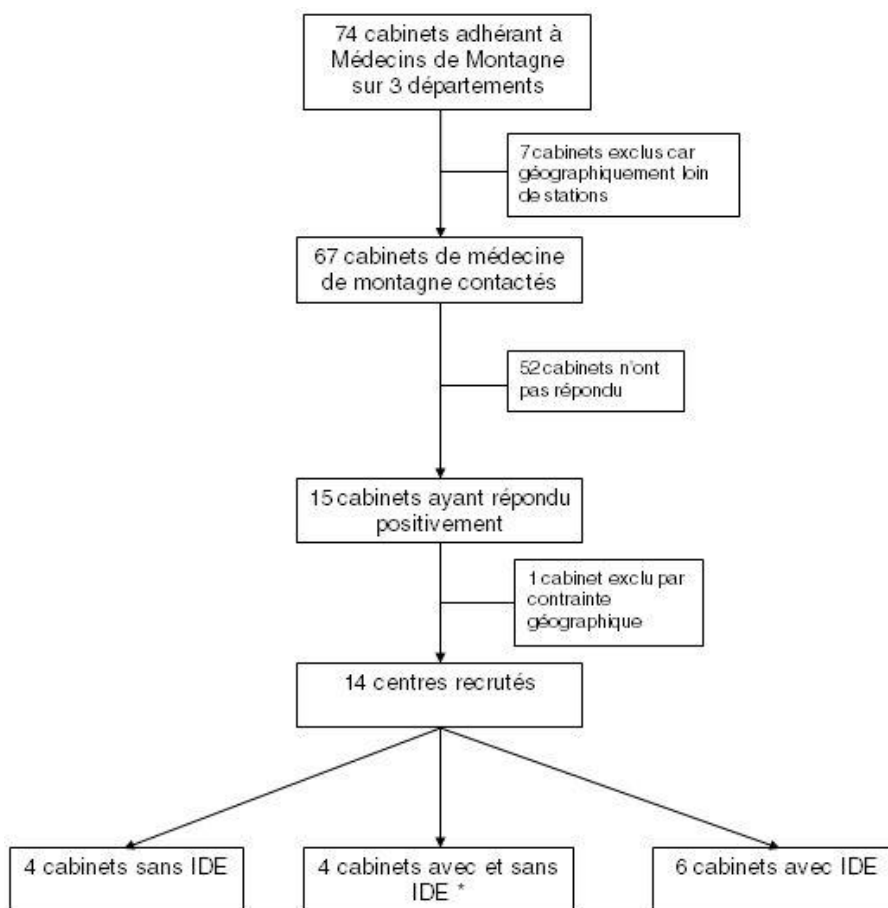 74 cabinets adhérant à
Médecins de Montagne
sur 3 départements
7 cabinets exclus car
géographiquement loin
de stations
67 cabinets de médecine
de montagne contactés
52 cabinets n'ont
pas répondu
15 cabinets ayant répondu
positivement
1 cabinet exclu par
contrainte
géographique
14 centres recrutés
4 cabinets sans IDE
4 cabinets avec et sans
IDE *
6 cabinets avec IDE